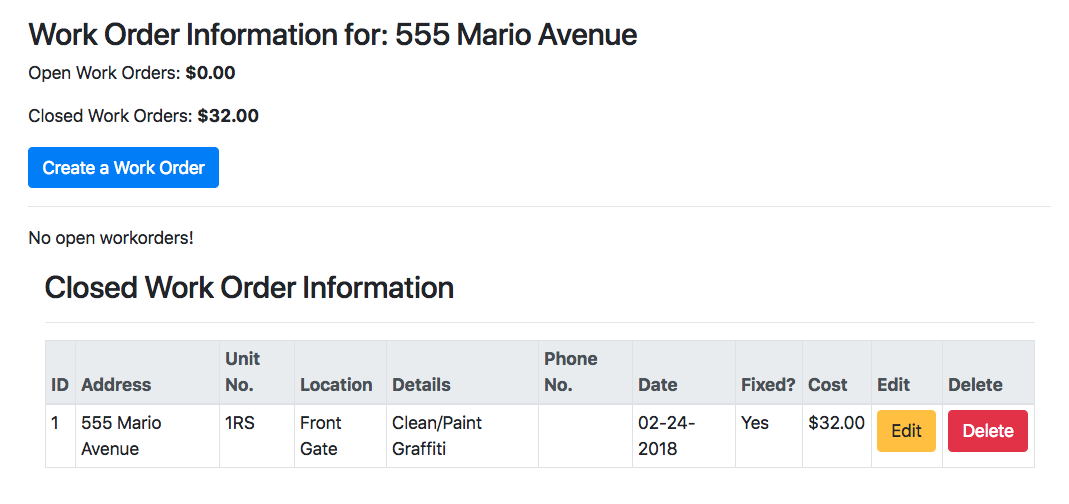 Work Order Information for: 555 Mario Avenue
Open Work Orders: $0.00
Closed Work Orders: $32.00
Create a Work Order
No open workorders!
Closed Work Order Information
ID Address Unit No. Location Details Phone No. Date Fixed? Cost Edit Delete
1 555 Mario Avenue 1RS Front Gate Clean/Paint Graffiti 02-24-2018 Yes $32.00 Edit Delete